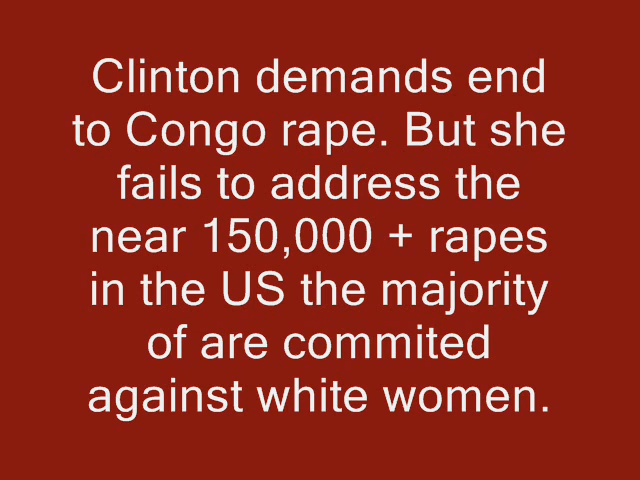 Clinton demands end
to Congo rape. But she
fails to address the
near 150,000 + rapes
in the US the majority
of are commited
against white women.